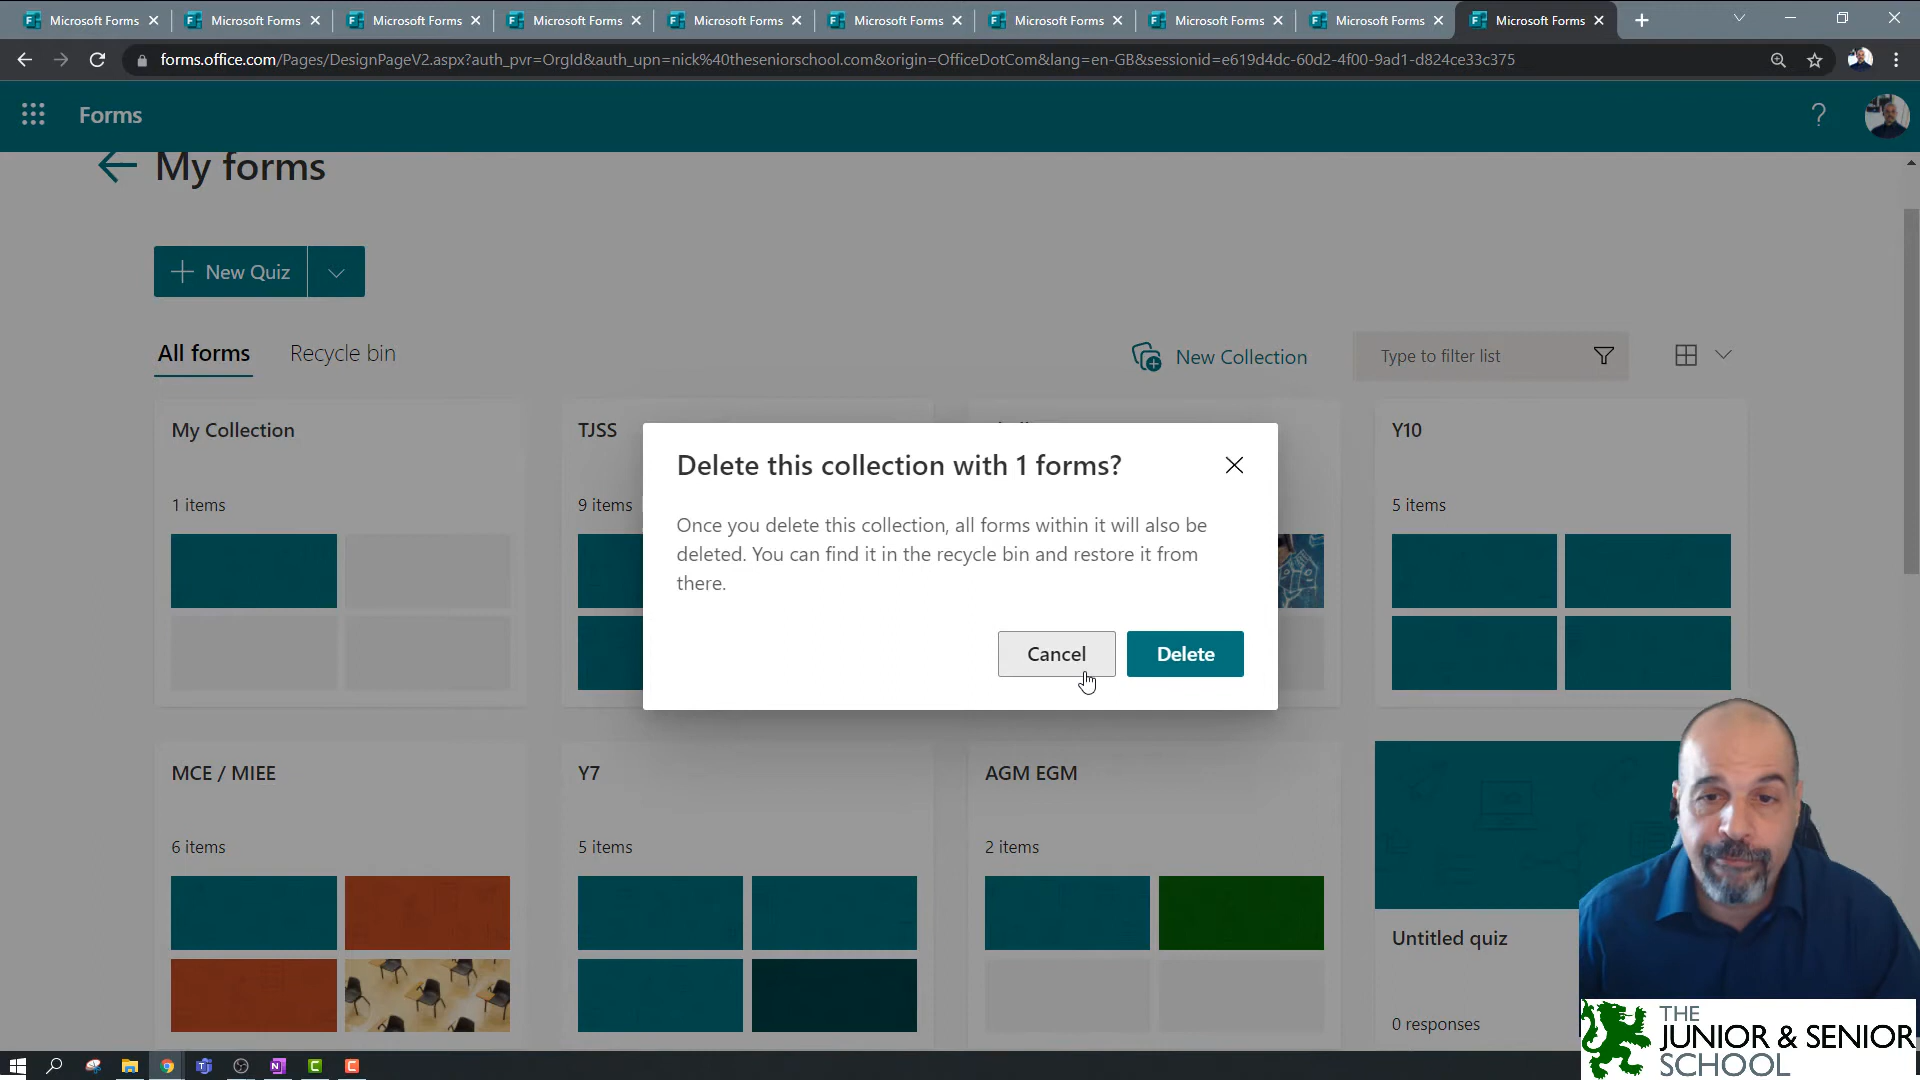 Microsoft Forms
Microsoft Forms
Microsoft Forms
Microsoft Forms
Microsoft Forms
Microsoft Forms
Microsoft Forms
Microsoft Forms
Microsoft Forms
Microsoft Forms
forms.office.com/Pages/DesignPageV2.aspx?auth_pvr=OrgId&auth_upn=nick%40theseniorschool.com&origin=OfficeDotCom&lang=en-GB&sessionid=e619d4dc-60d2-4f00-9ad1-d824ce33c375
Forms
My forms
New Quiz
All forms
Recycle bin
New Collection
Type to filter list
My Collection
TJSS
Y10
1 items
9 items
5 items
Delete this collection with 1 forms?
Once you delete this collection, all forms within it will also be
deleted. You can find it in the recycle bin and restore it from
there.
Cancel
Delete
MCE / MIEE
Y7
AGM EGM
6 items
5 items
2 items
Untitled quiz
0 responses
THE
JUNIOR & SENIOR
SCHOOL